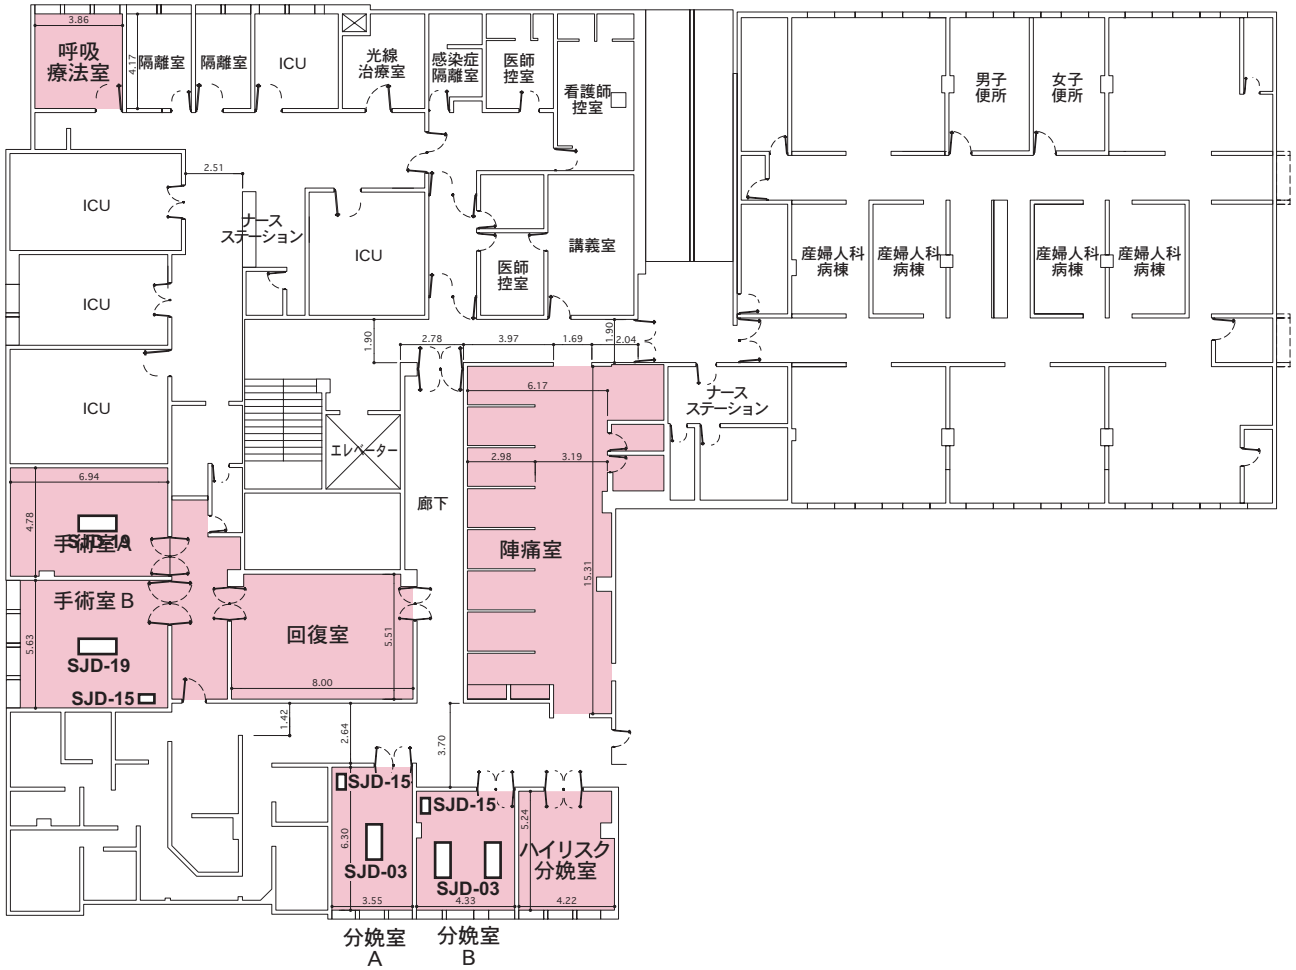 3.86
呼吸
療法室
4.17
隔離室
隔離室
ICU
光線
治療室
感染症
隔離室
医師
控室
看護師
控室
男子
便所
女子
便所
2.51
ICU
ナース
ステーション
ICU
医師
控室
講義室
産婦人科
病棟
産婦人科
病棟
産婦人科
病棟
産婦人科
病棟
ICU
1.90
2.78
3.97
1.69
1.90
2.04
ICU
6.17
ナース
ステーション
エレベーター
2.98
3.19
6.94
4.78
SJD-19
手術室A
廊下
陣痛室
15.31
手術室 B
5.63
SJD-19
SJD-15
回復室
5.51
8.00
1.42
2.64
3.70
SJD-15
6.30
SJD-03
3.55
SJD-15
SJD-03
4.33
5.24
ハイリスク
分娩室
4.22
分娩室
A
分娩室
B